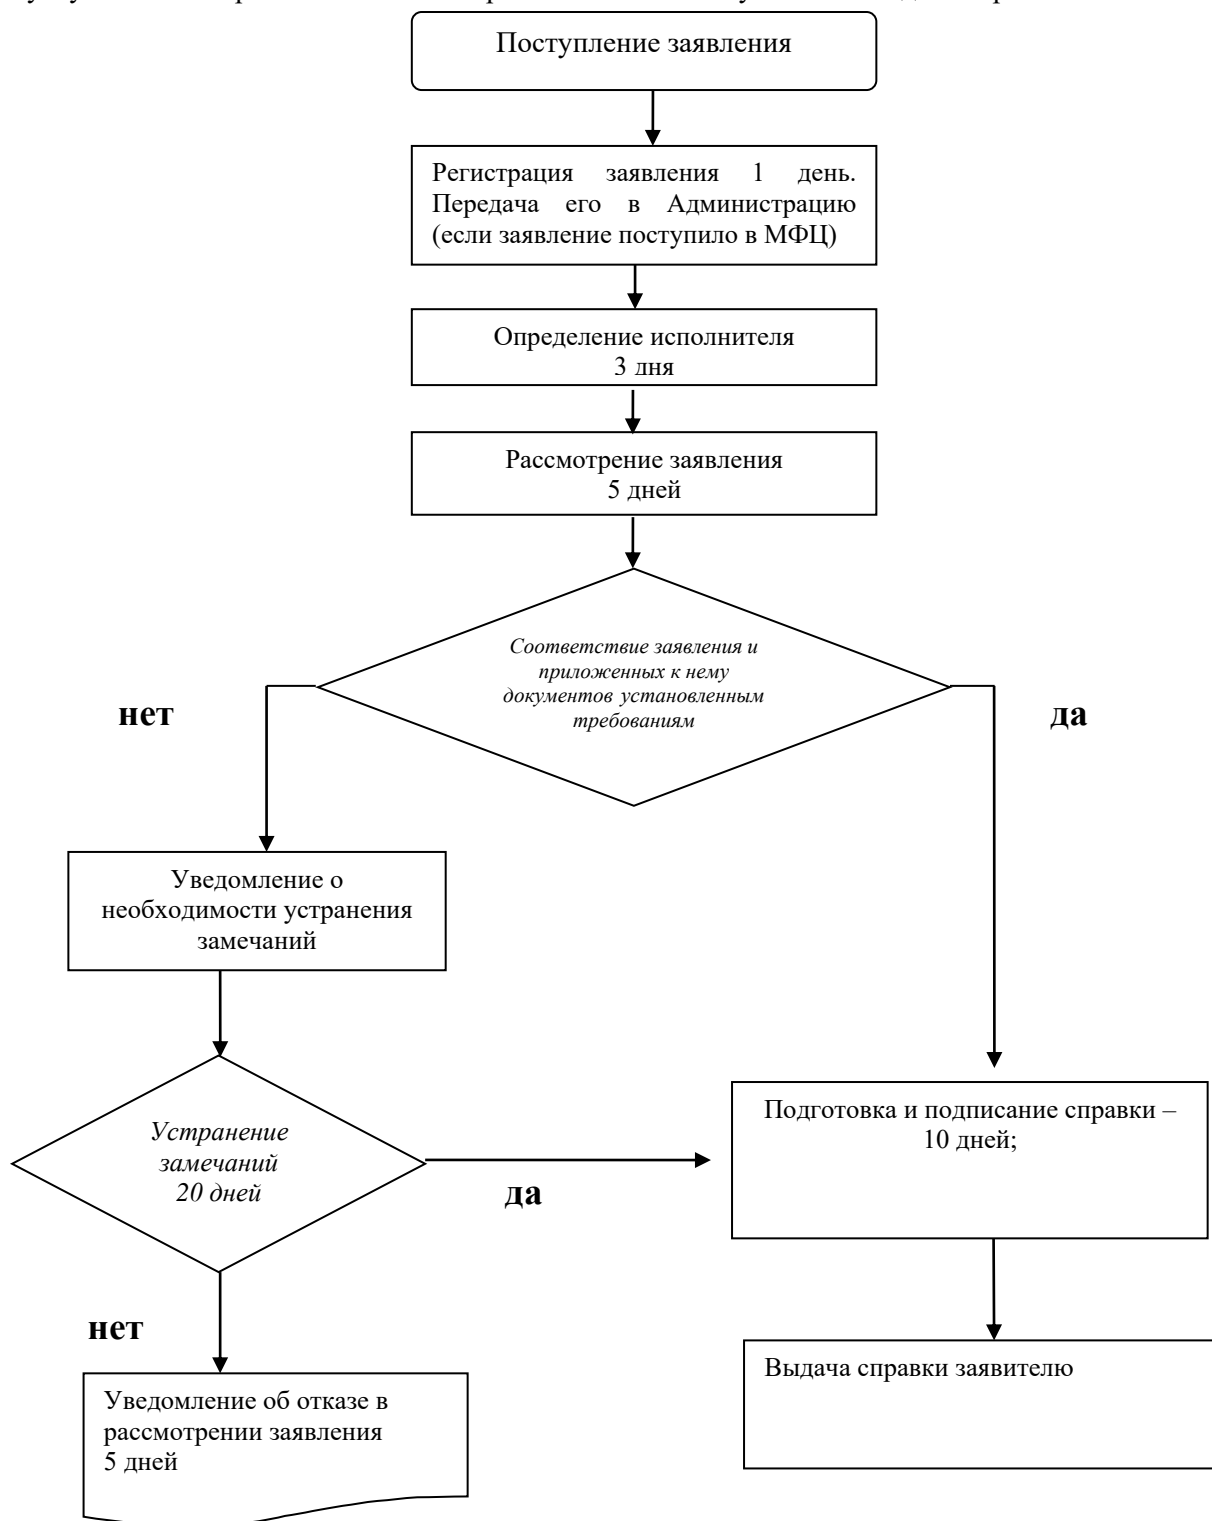 Поступление заявления
Регистрация заявления 1 день.
Передача его в Администрацию
(если заявление поступило в МФЦ)
Определение исполнителя
3 дня
Рассмотрение заявления
5 дней
Соответствие заявления и
приложенных к нему
документов установленным
требованиям
нет
да
Уведомление о
необходимости устранения
замечаний
Устранение
замечаний
20 дней
да
Подготовка и подписание справки –
10 дней;
нет
Выдача справки заявителю
Уведомление об отказе в
рассмотрении заявления
5 дней